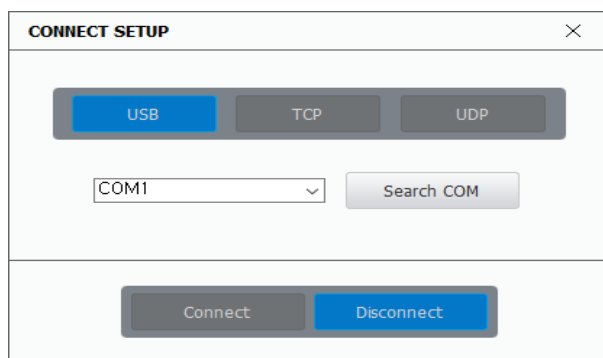 CONNECT SETUP
USB TCP UDP
COM1 Search COM
Connect Disconnect